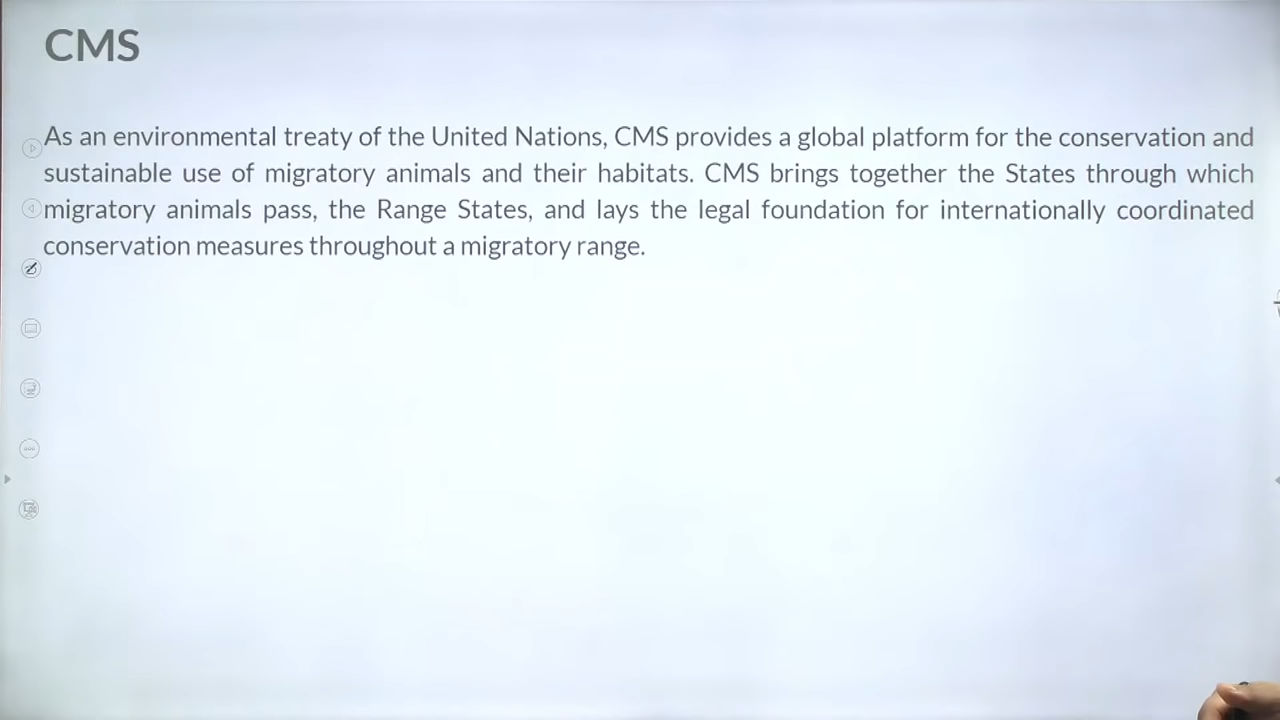 CMS
As an environmental treaty of the United Nations, CMS provides a global platform for the conservation and
sustainable use of migratory animals and their habitats. CMS brings together the States through which
migratory animals pass, the Range States, and lays the legal foundation for internationally coordinated
conservation measures throughout a migratory range.